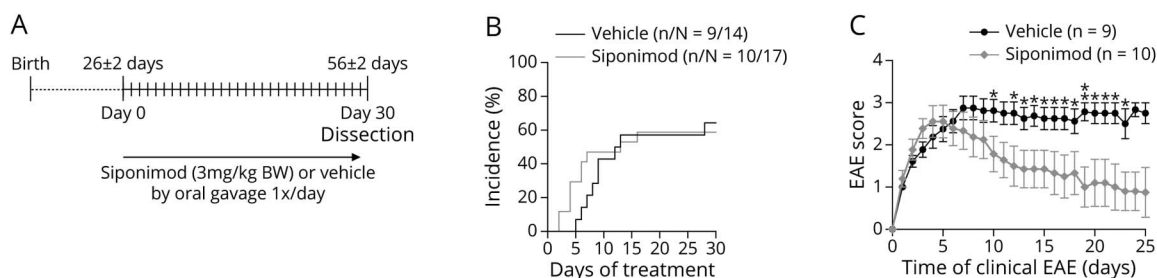 A
Birth
26±2 days
56±2 days
Day 0
Day 30
Dissection
Siponimod (3mg/kg BW) or vehicle
by oral gavage 1x/day
B
Vehicle (n/N = 9/14)
Siponimod (n/N = 10/17)
Incidence (%)
100
80
60
40
20
0
0 5 10 15 20 25 30
Days of treatment
C
Vehicle (n = 9)
Siponimod (n = 10)
EAE score
4
3
2
1
0
* * * * * * * * ** * * * *
0 5 10 15 20 25
Time of clinical EAE (days)